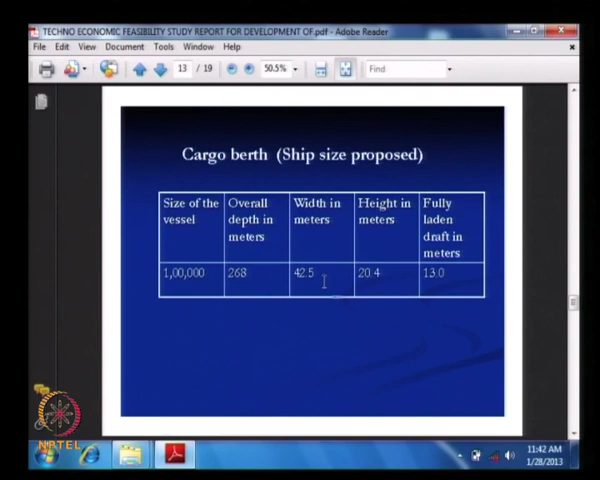 TECHNO ECONOMIC FEASIBILITY STUDY REPORT FOR DEVELOPMENT OF.pdf - Adobe Reader
File Edit View Document Tools Window Help
13 / 19 50.5% Find
Cargo berth (Ship size proposed)
Size of the vessel
Overall depth in meters
Width in meters
Height in meters
Fully laden draft in meters
1,00,000 268 42.5 20.4 13.0
NPTEL
11:42 AM
1/28/2013